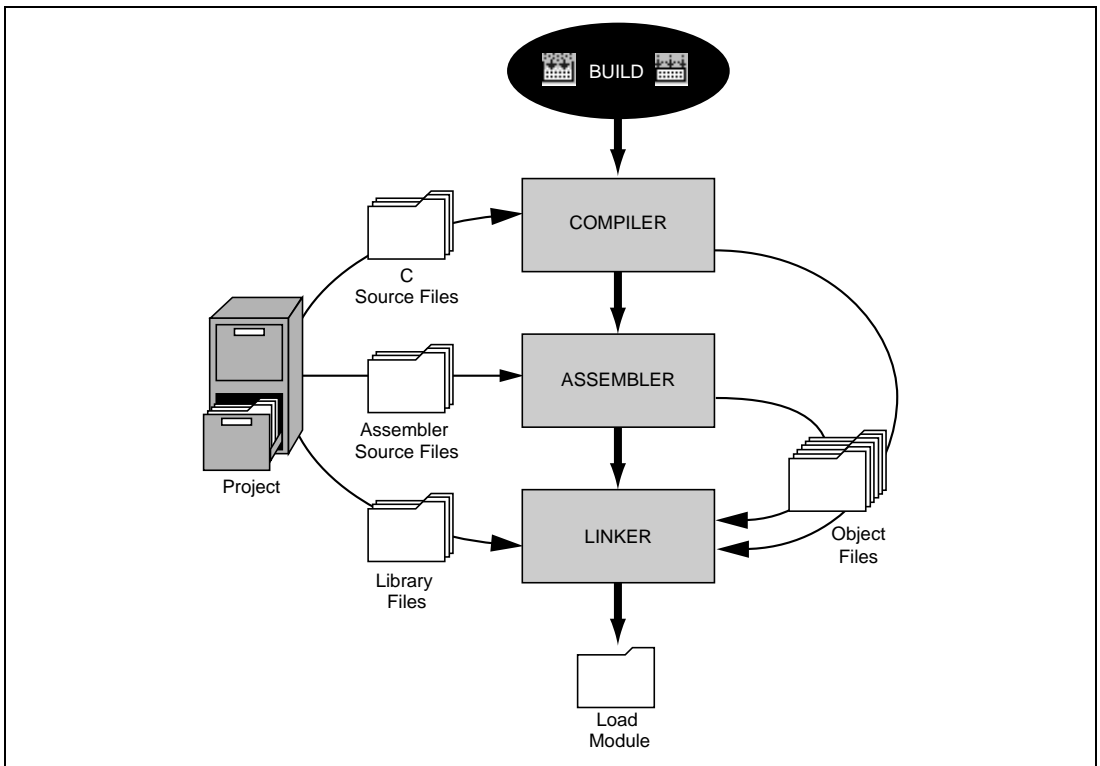 BUILD
COMPILER
C
Source Files
ASSEMBLER
Assembler
Source Files
Project
LINKER
Object
Files
Library
Files
Load
Module